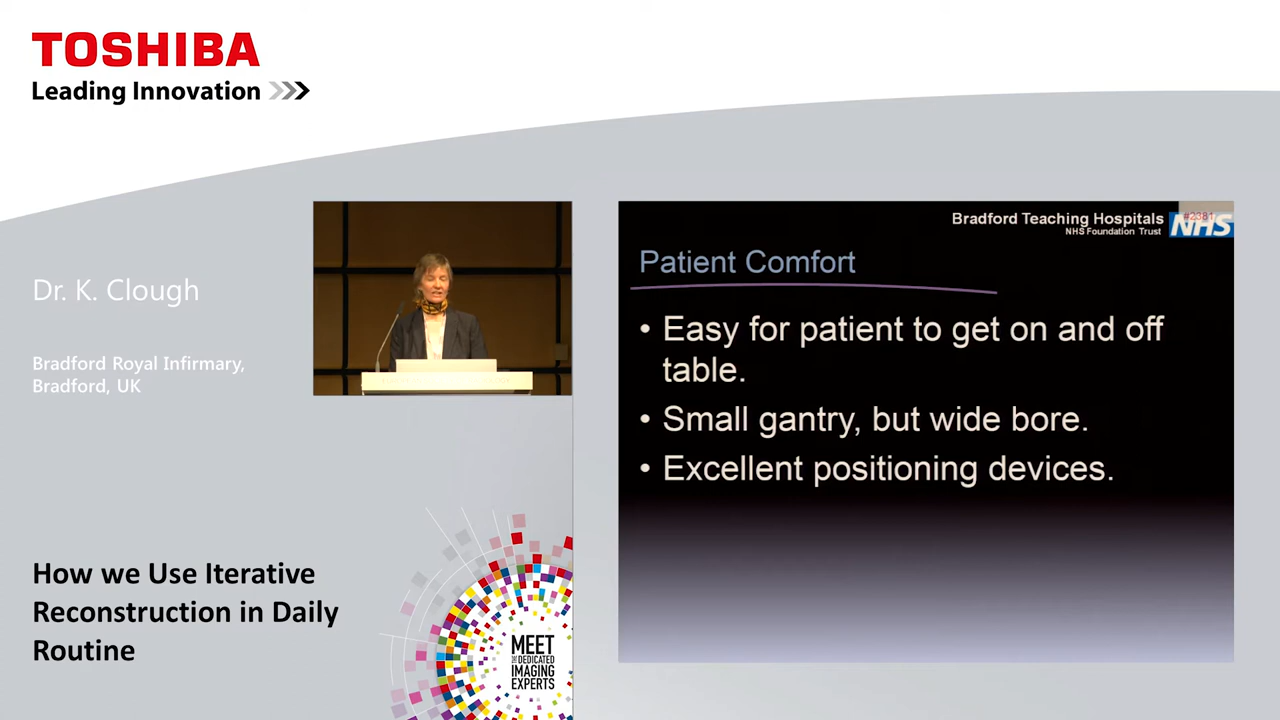 TOSHIBA
Leading Innovation
Dr. K. Clough
Bradford Royal Infirmary,
Bradford, UK
How we Use Iterative
Reconstruction in Daily
Routine
MEET
THE DEDICATED
IMAGING
EXPERTS
Bradford Teaching Hospitals
NHS Foundation Trust
#2381
NHS
Patient Comfort
• Easy for patient to get on and off
table.
• Small gantry, but wide bore.
• Excellent positioning devices.